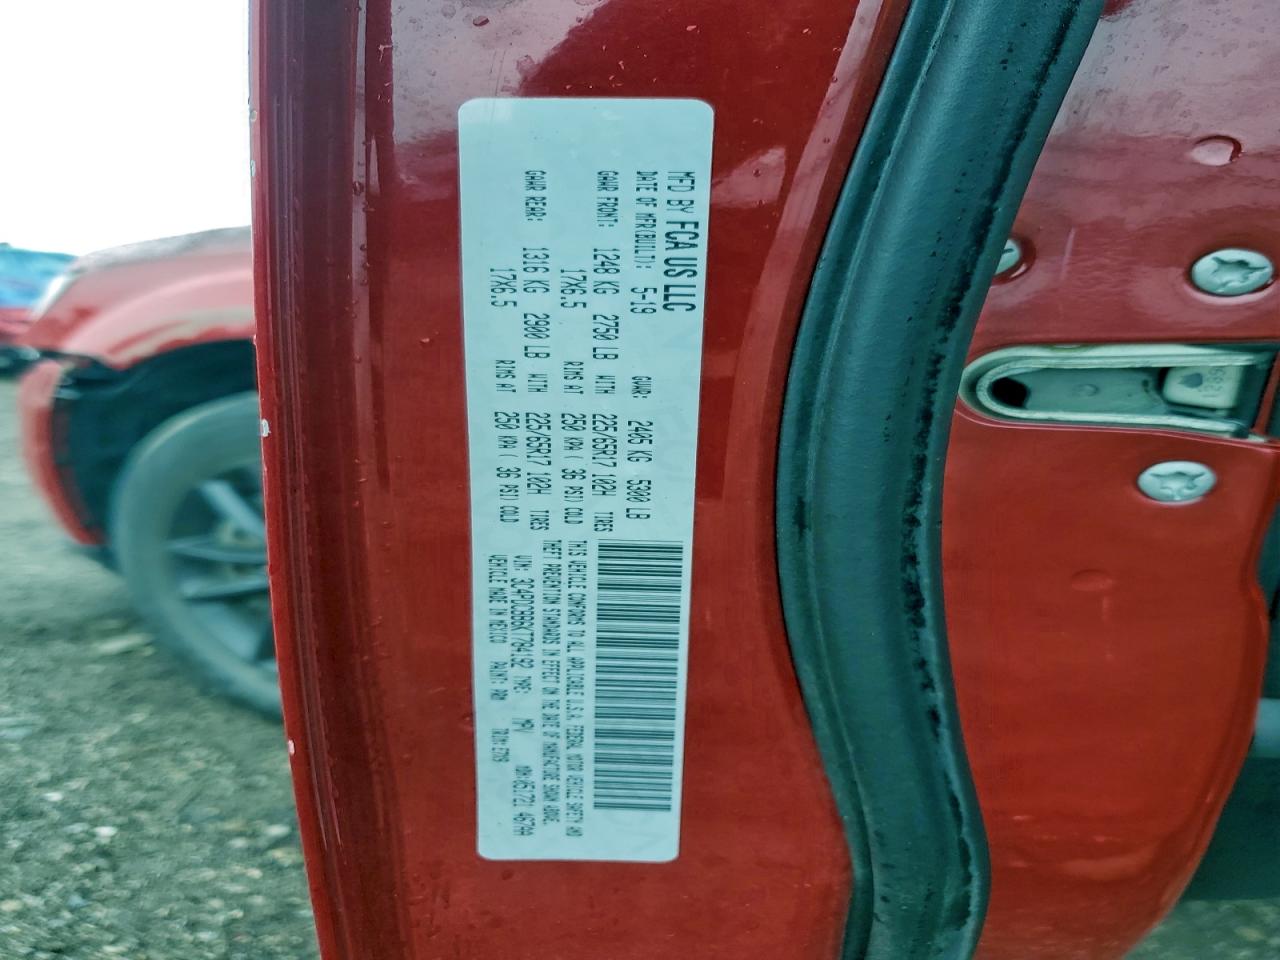 MFD BY FCA US LLC
DATE OF MFR(BUILT): 5-19 GVWR: 2405 KG 5300 LB
GAWR FRONT: 1248 KG 2750 LB WITH 225/65R17 102H TIRES
17X6.5 RIMS AT 250 KPA( 36 PSI) COLD
GAWR REAR: 1316 KG 2900 LB WITH 225/65R17 102H TIRES
17X6.5 RIMS AT 250 KPA( 36 PSI) COLD
THIS VEHICLE CONFORMS TO ALL APPLICABLE U.S.A. FEDERAL MOTOR VEHICLE SAFETY AND
THEFT PREVENTION STANDARDS IN EFFECT ON THE DATE OF MANUFACTURE SHOWN ABOVE.
VIN: 3C4PDCBB6KT794192 TYPE: MPV
VEHICLE MADE IN MEXICO PAINT: